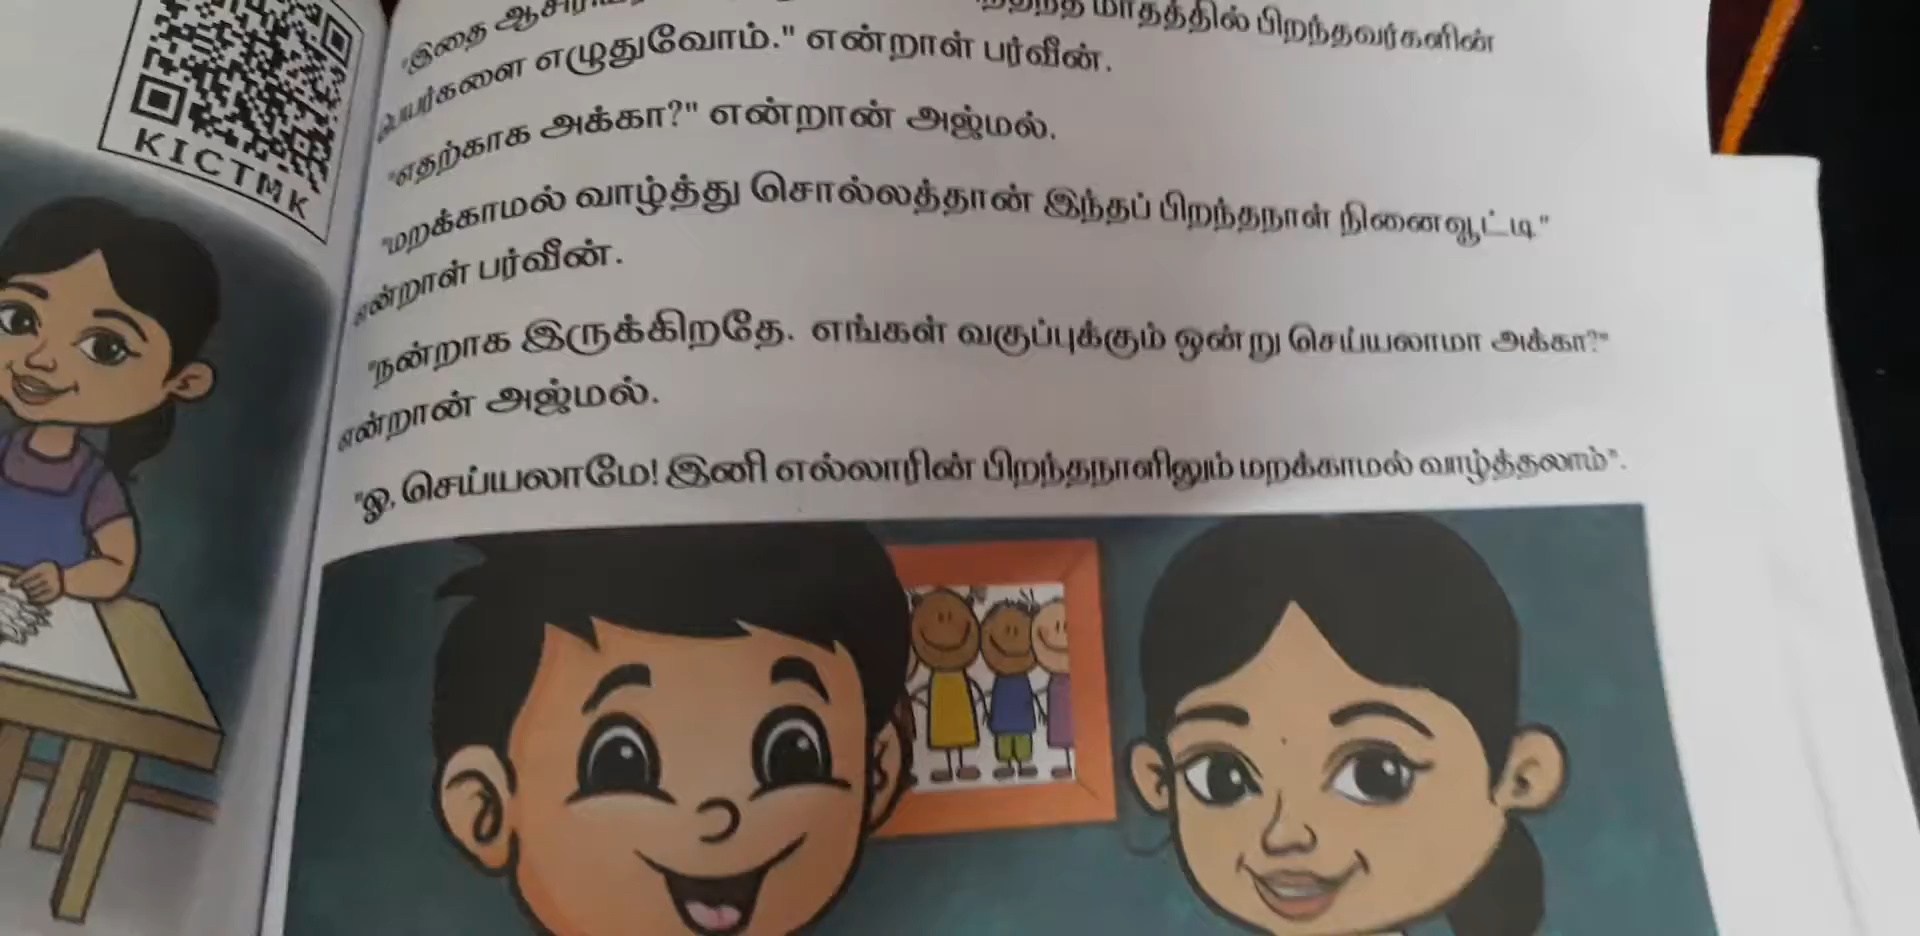 KICTMK
"இதை மாதத்தில் பிறந்தவர்களின்
பெயர்களை எழுதுவோம்." என்றாள் பர்வீன்.
"எதற்காக அக்கா?" என்றான் அஜ்மல்.
"மறக்காமல் வாழ்த்து சொல்லத்தான் இந்தப் பிறந்தநாள் நினைவூட்டி"
என்றாள் பர்வீன்.
"நன்றாக இருக்கிறதே. எங்கள் வகுப்புக்கும் ஒன்று செய்யலாமா அக்கா?"
என்றான் அஜ்மல்.
"ஓ, செய்யலாமே! இனி எல்லாரின் பிறந்தநாளிலும் மறக்காமல் வாழ்த்தலாம்".